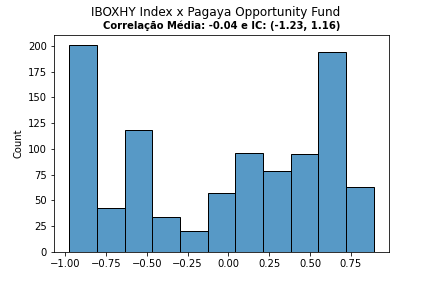 IBOXHY Index x Pagaya Opportunity Fund
Correlação Média: -0.04 e IC: (-1.23, 1.16)
200
175
150
125
100
75
50
25
0
Count
−1.00 −0.75 −0.50 −0.25 0.00 0.25 0.50 0.75